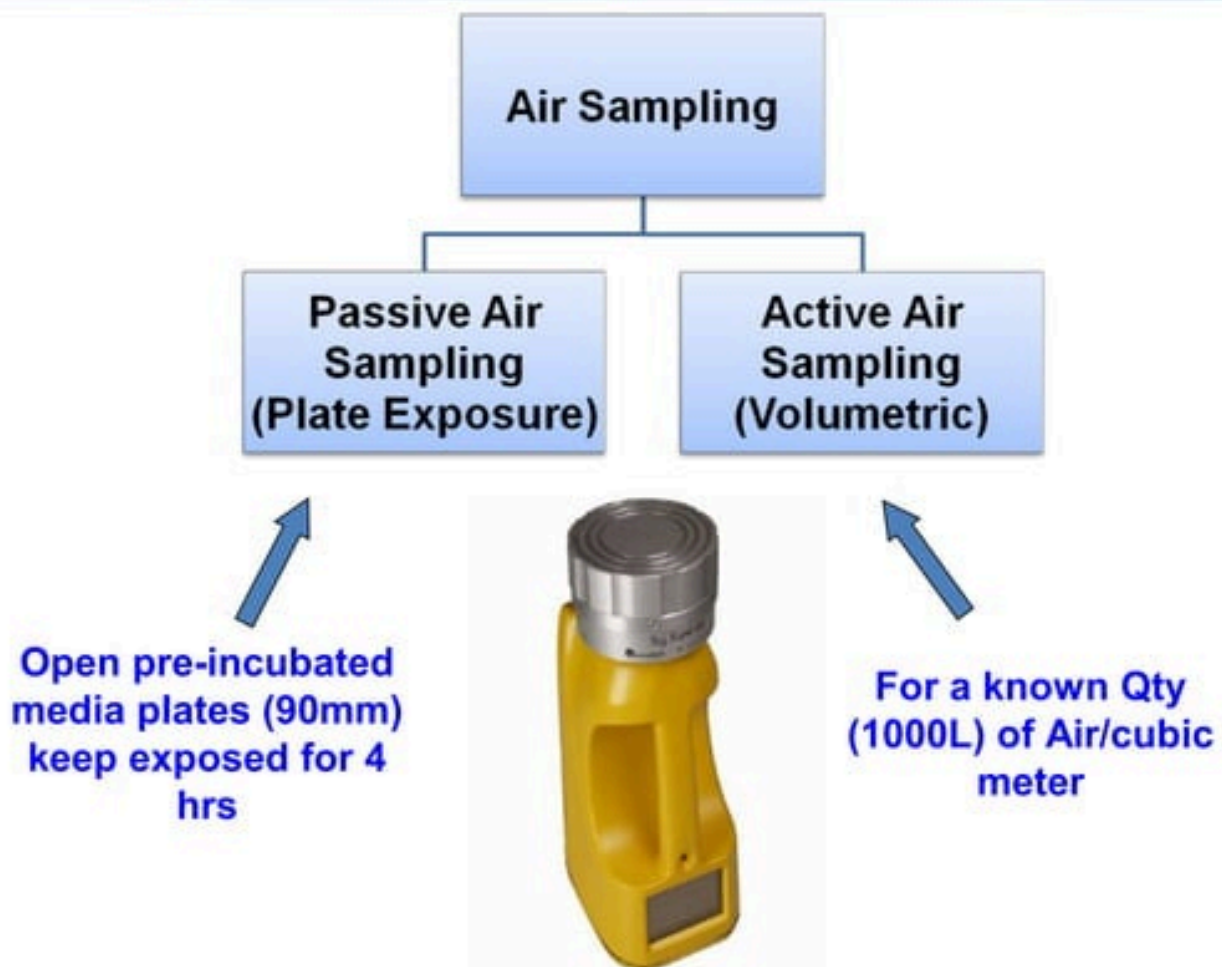 Air Sampling
Passive Air
Sampling
(Plate Exposure)
Active Air
Sampling
(Volumetric)
Open pre-incubated
media plates (90mm)
keep exposed for 4
hrs
For a known Qty
(1000L) of Air/cubic
meter